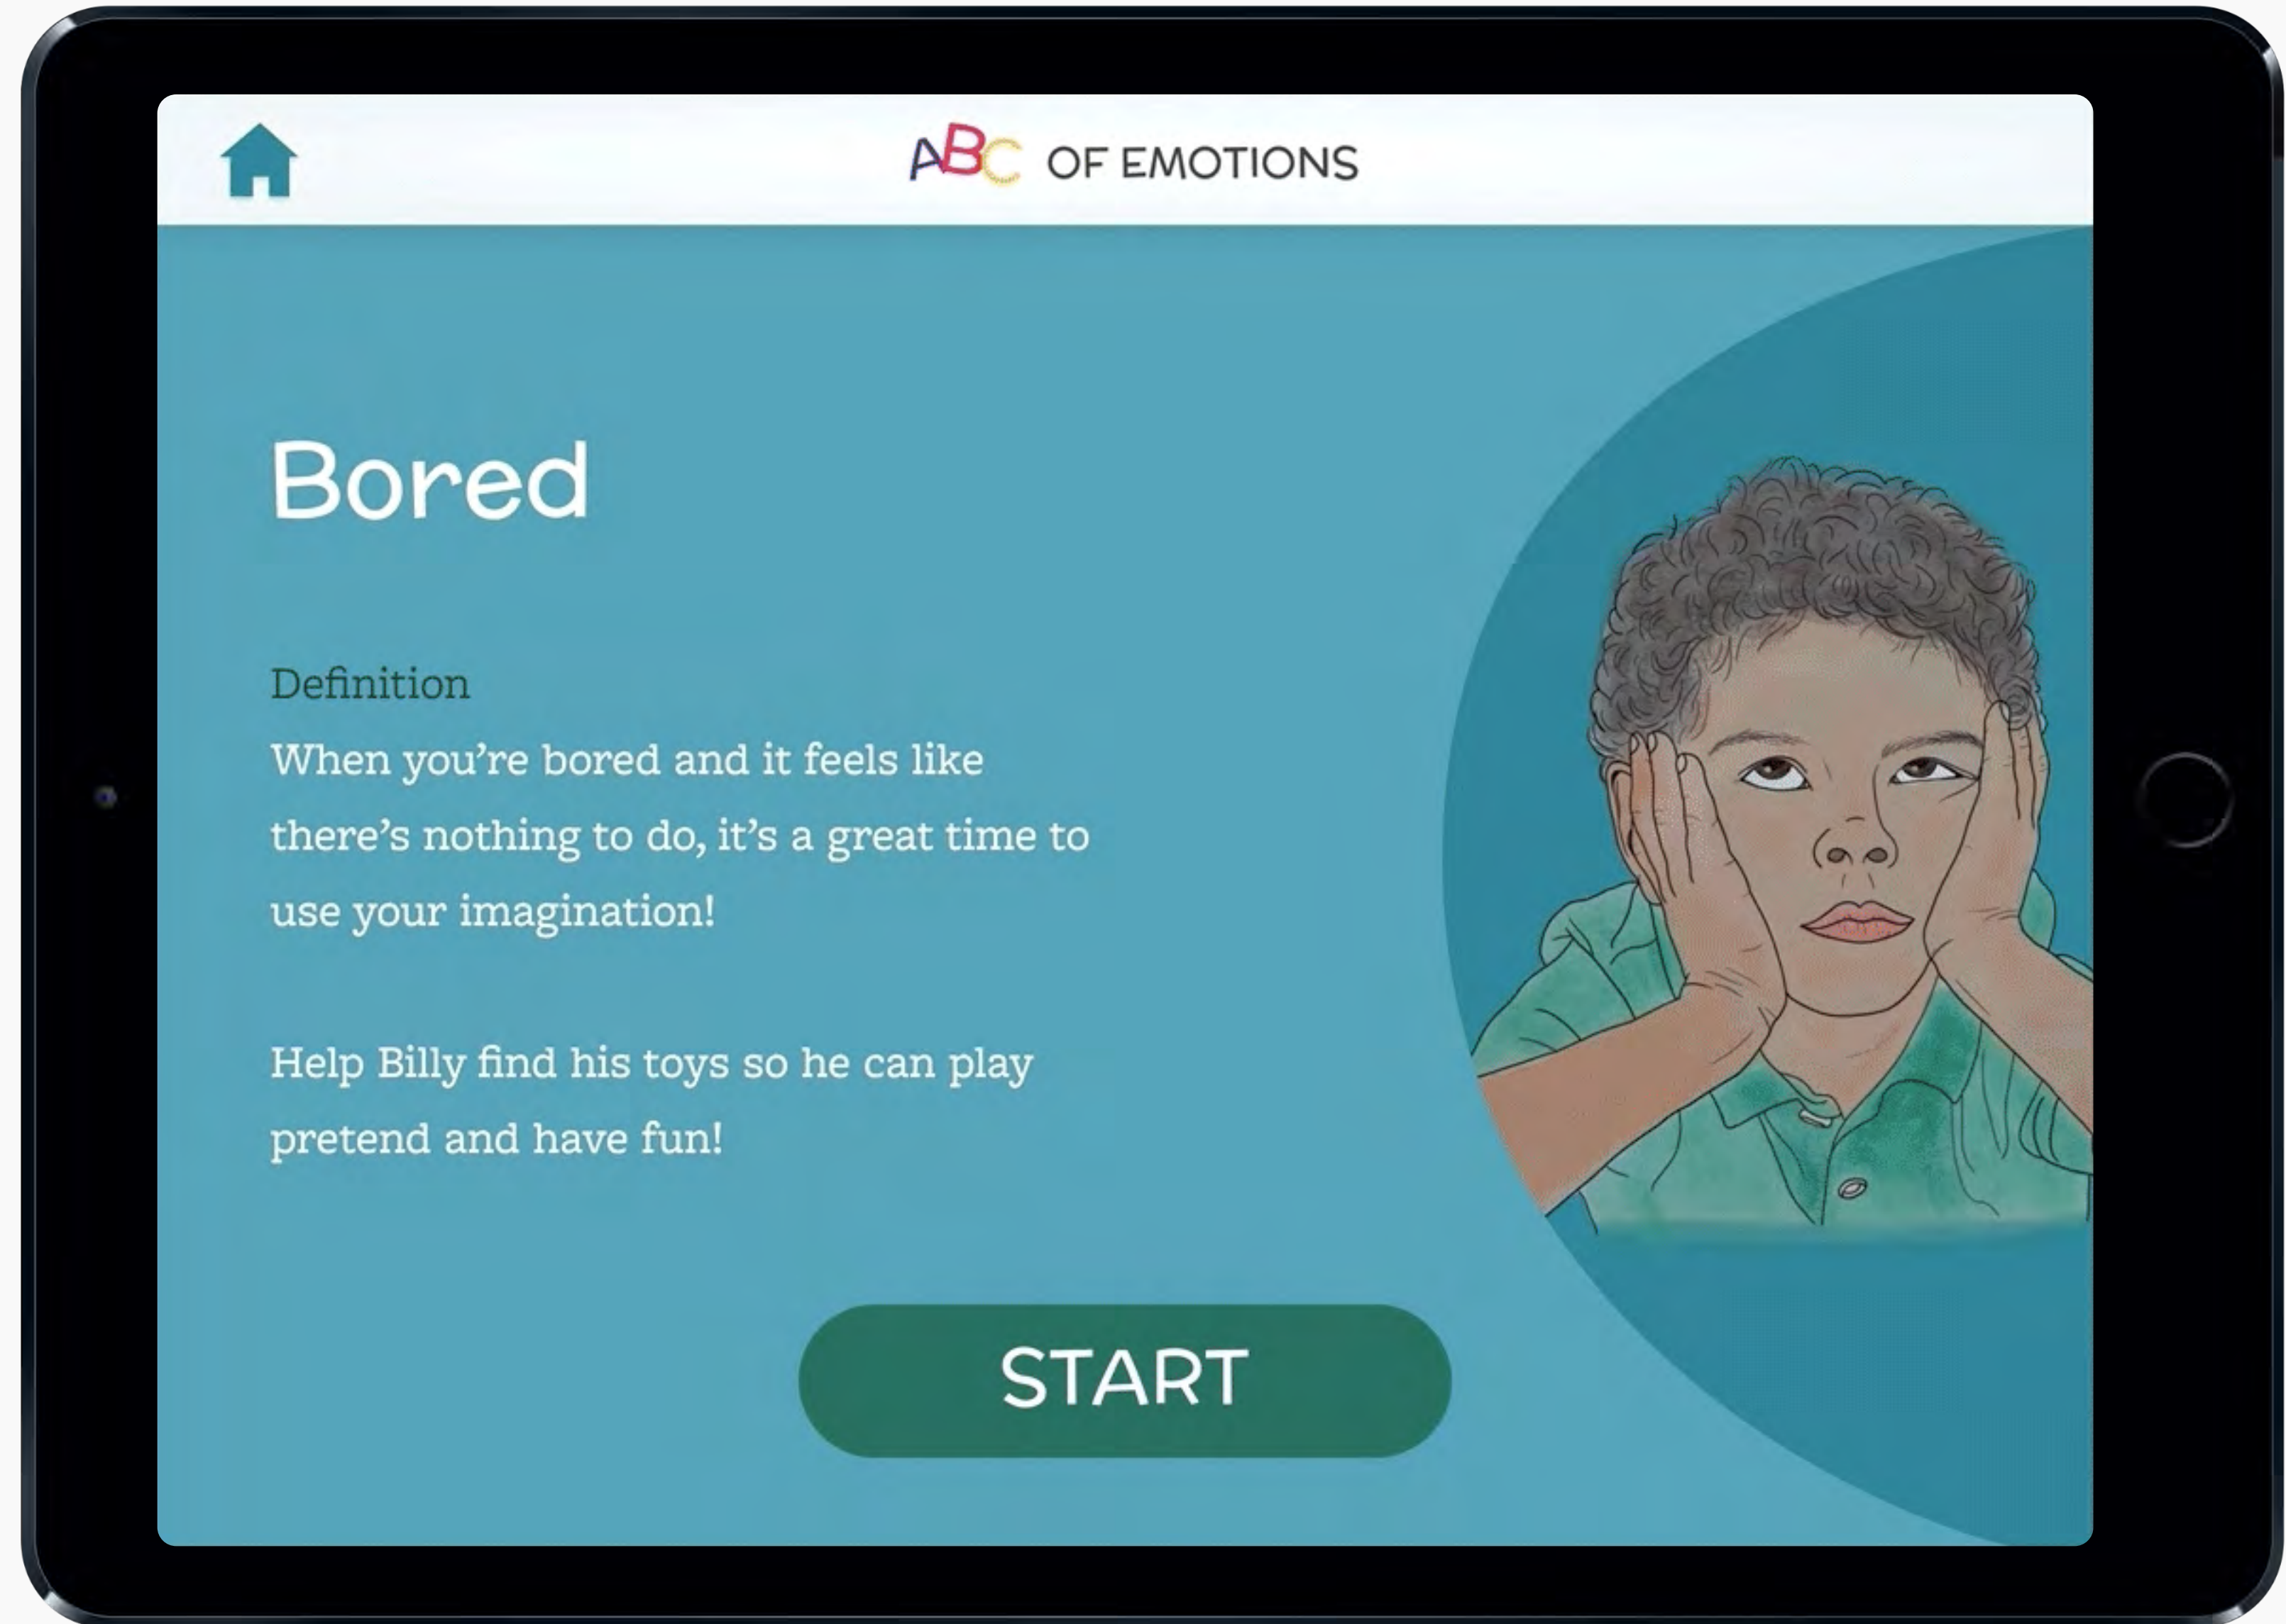 ABC OF EMOTIONS
Bored
Definition
When you’re bored and it feels like
there’s nothing to do, it’s a great time to
use your imagination!
Help Billy find his toys so he can play
pretend and have fun!
START